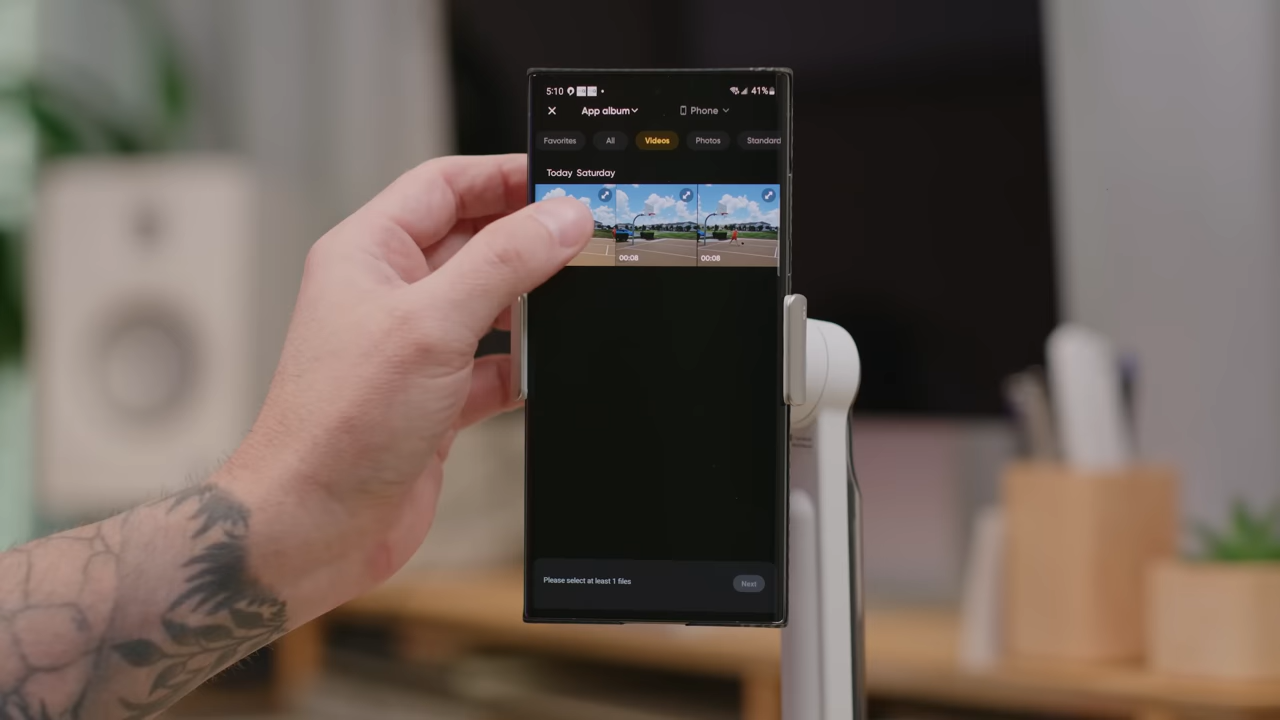 5:10 41%
App album Phone
Favorites All Videos Photos Standard
Today Saturday
00:08 00:08
Please select at least 1 files Next